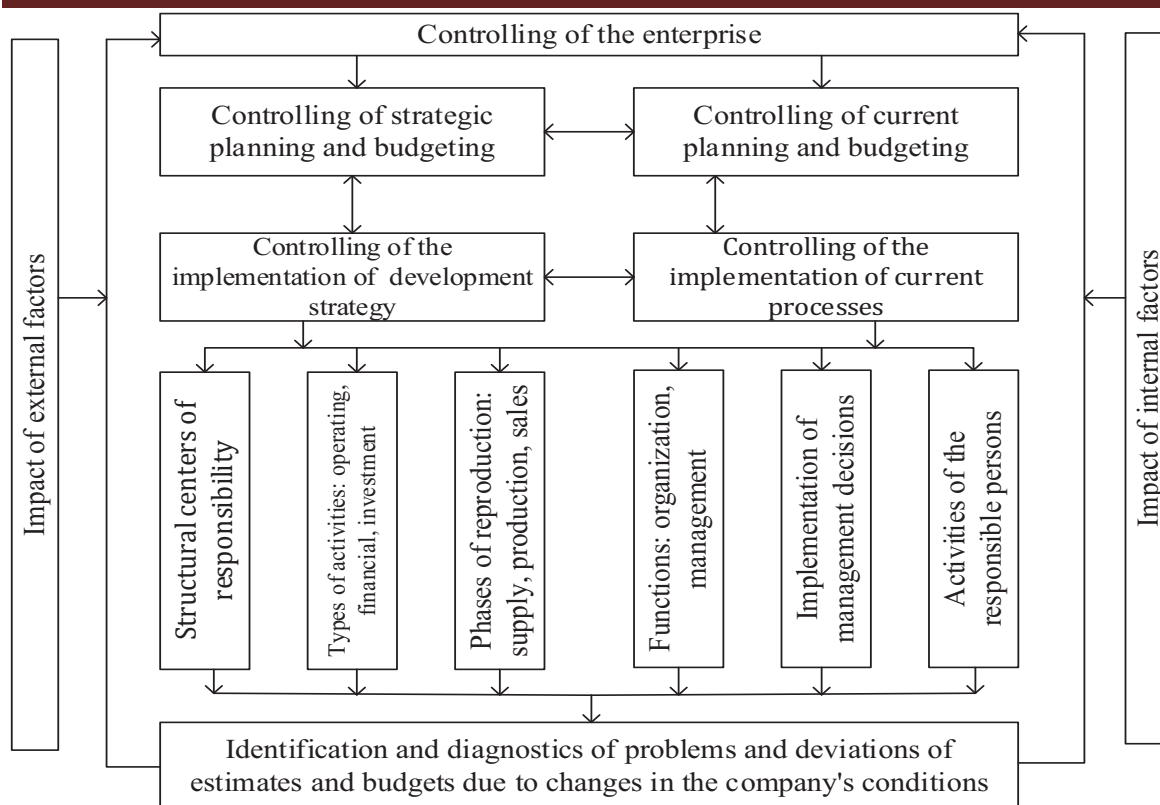 Controlling of the enterprise
Controlling of strategic
planning and budgeting
Controlling of current
planning and budgeting
Controlling of the
implementation of development
strategy
Controlling of the
implementation of current
processes
Impact of external factors
Structural centers of
responsibility
Types of activities: operating,
financial, investment
Phases of reproduction:
supply, production, sales
Functions: organization,
management
Implementation of
management decisions
Activities of the
responsible persons
Impact of internal factors
Identification and diagnostics of problems and deviations of
estimates and budgets due to changes in the company's conditions